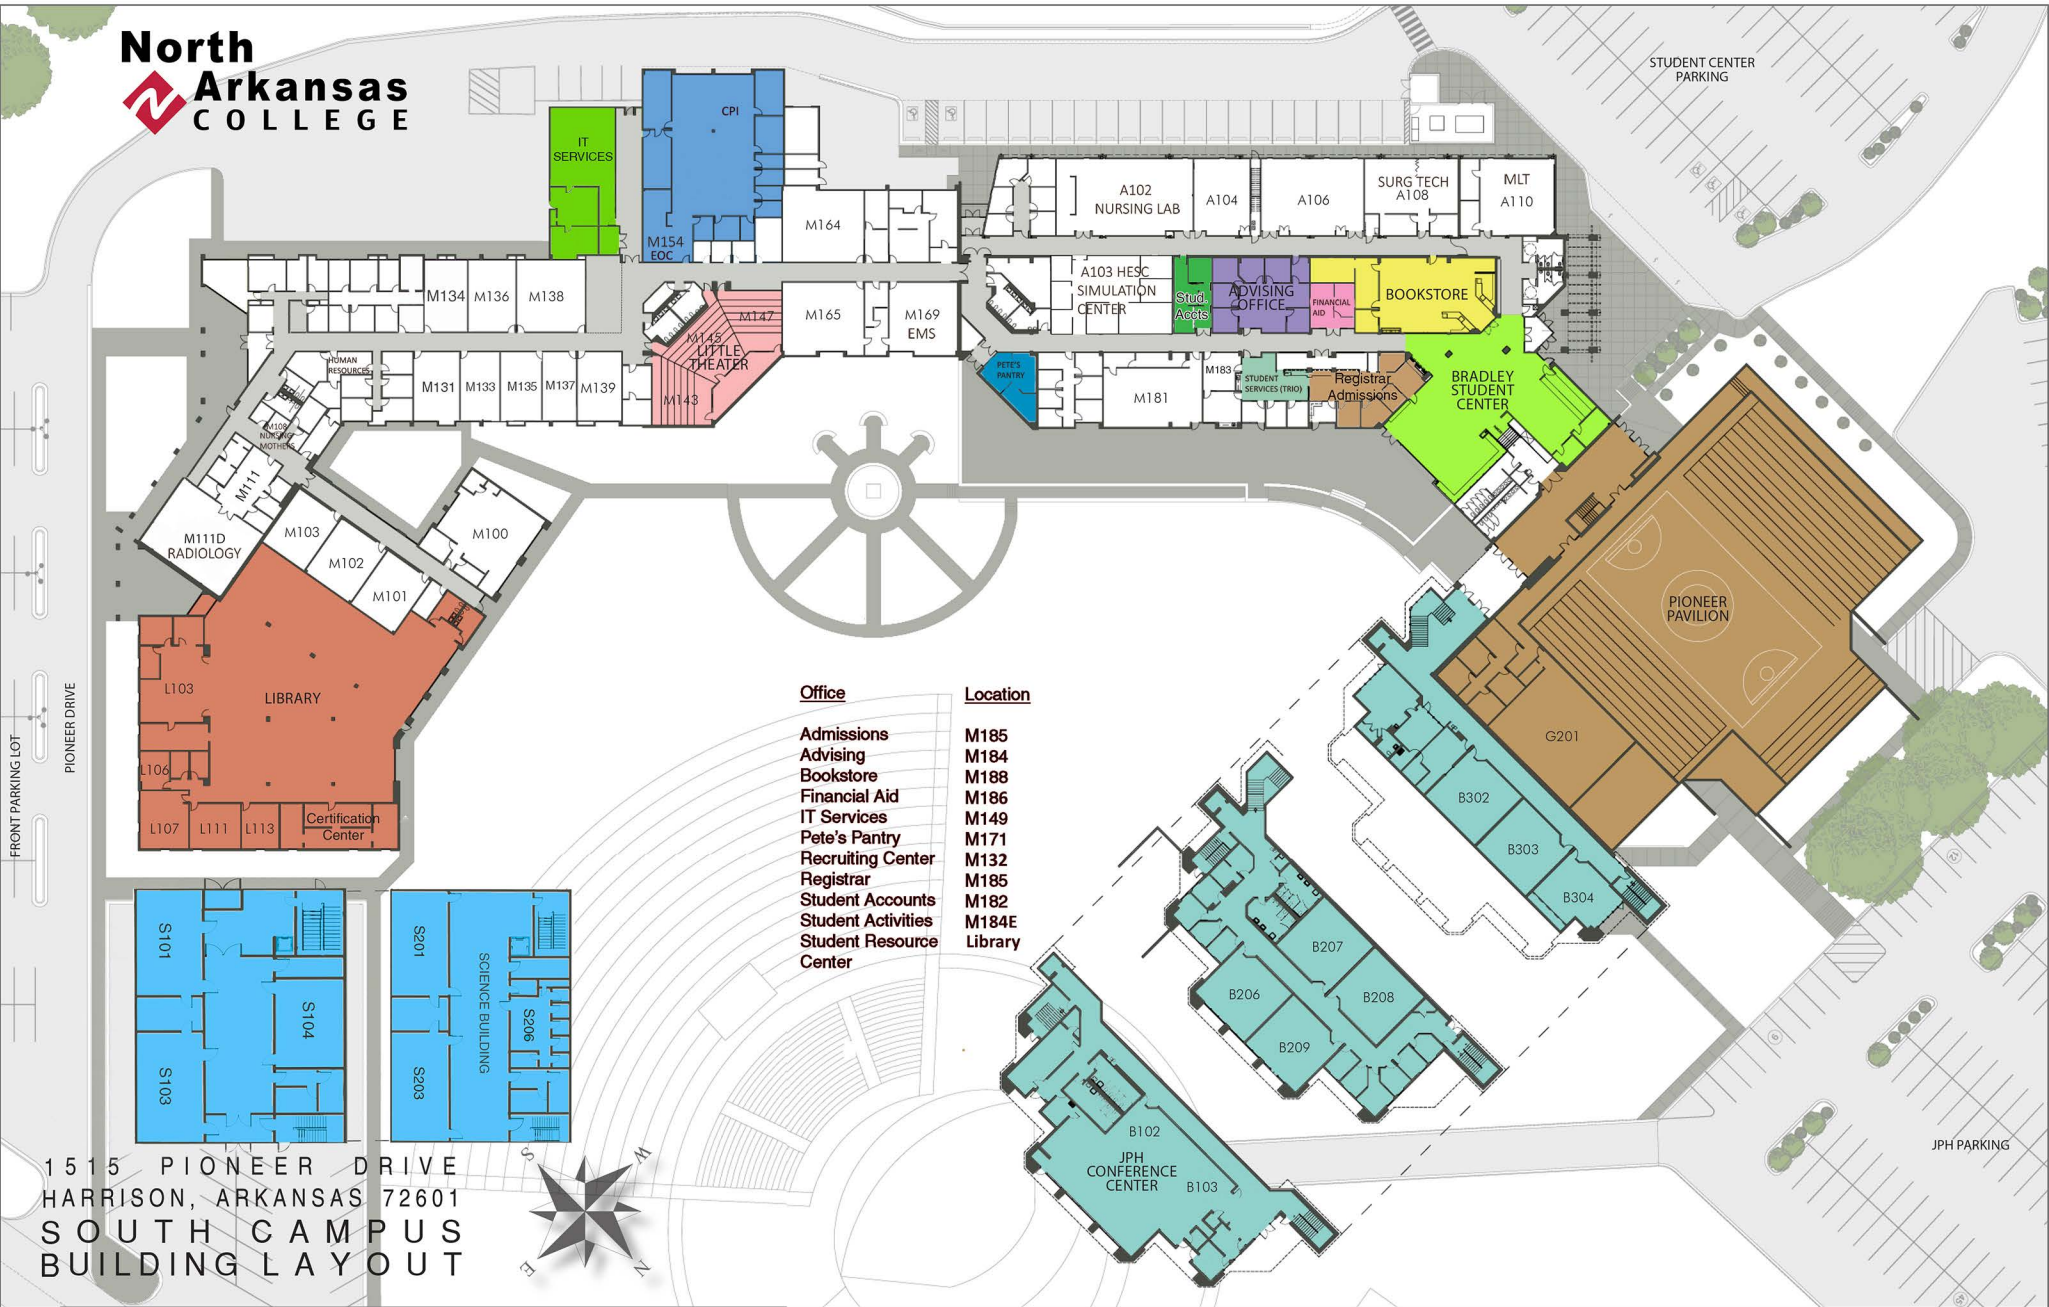 North
Arkansas
COLLEGE
STUDENT CENTER
PARKING
CPI
IT
SERVICES
M154
EOC
M164
A102
NURSING LAB
A104
A106
SURG TECH
A108
MLT
A110
M134
M136
M138
M145
M147
LITTLE
THEATER
M143
M165
M169
EMS
A103 HESC
SIMULATION
CENTER
Stud.
Accts
ADVISING
OFFICE
FINANCIAL
AID
BOOKSTORE
HUMAN
RESOURCES
M131
M133
M135
M137
M139
PETE'S
PANTRY
M181
M183
STUDENT
SERVICES (TRIO)
Registrar
Admissions
BRADLEY
STUDENT
CENTER
M108
NURSING
MOTHERS
M111
M111D
RADIOLOGY
M103
M102
M101
M100
PIONEER
PAVILION
G201
LIBRARY
L103
L106
L107
L111
L113
Certification
Center
PIONEER DRIVE
FRONT PARKING LOT
Office Location
Admissions M185
Advising M184
Bookstore M188
Financial Aid M186
IT Services M149
Pete's Pantry M171
Recruiting Center M132
Registrar M185
Student Accounts M182
Student Activities M184E
Student Resource Library
Center
B302
B303
B304
B207
B208
B206
B209
B102
JPH
CONFERENCE
CENTER
B103
S101
S104
S103
S201
SCIENCE BUILDING
S206
S203
JPH PARKING
12
9
45
S
W
E
N
1515 PIONEER DRIVE
HARRISON, ARKANSAS 72601
SOUTH CAMPUS
BUILDING LAYOUT